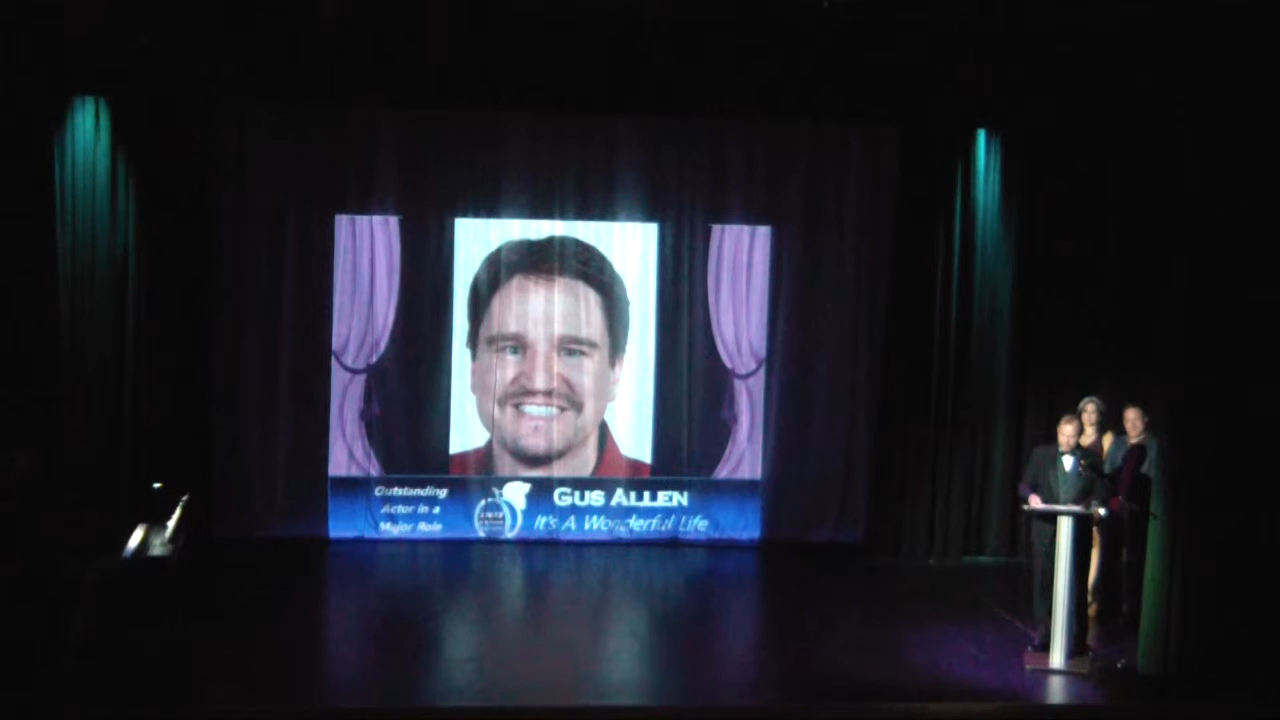 Outstanding
Actor in a
Major Role
GUS ALLEN
It's A Wonderful Life